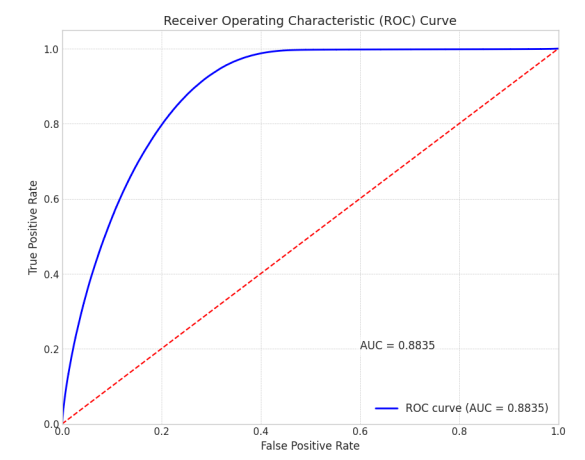 Receiver Operating Characteristic (ROC) Curve
1.0
0.8
0.6
0.4
0.2
0.0
True Positive Rate
AUC = 0.8835
ROC curve (AUC = 0.8835)
0.0 0.2 0.4 0.6 0.8 1.0
False Positive Rate